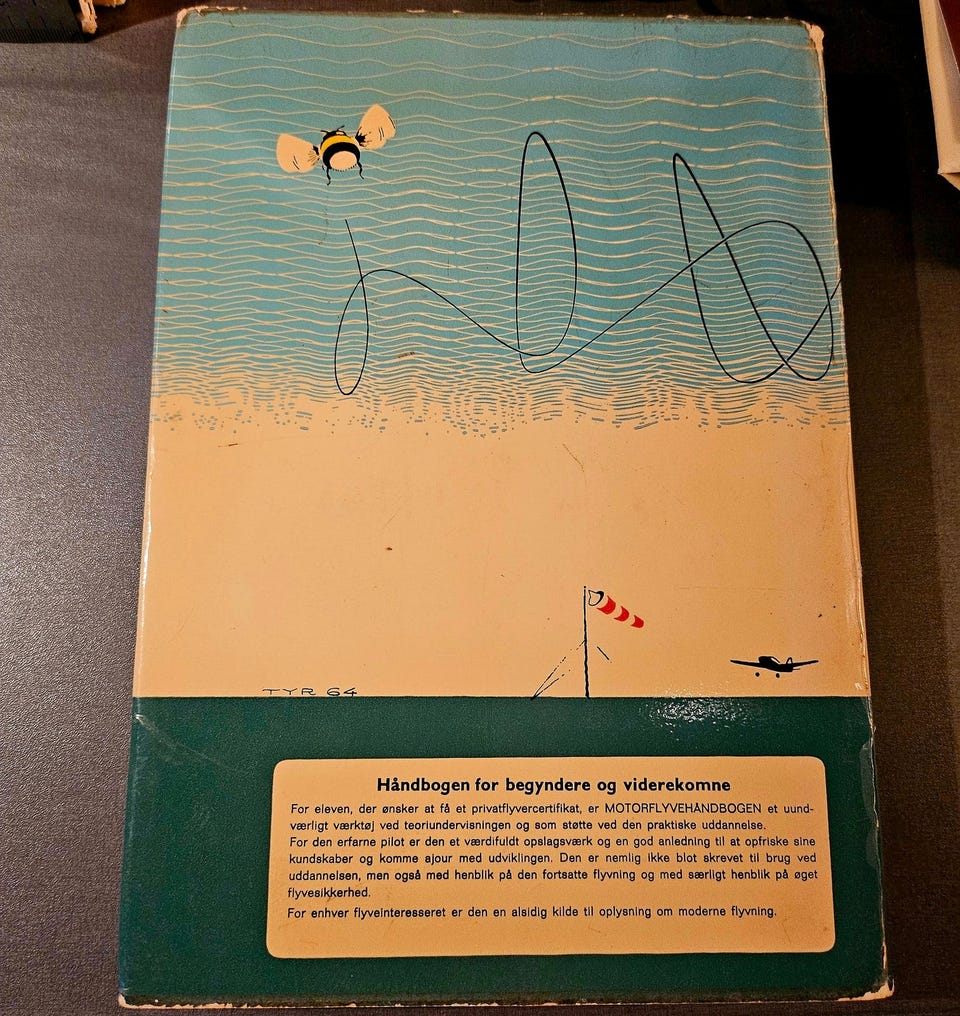 TYR 64
Håndbogen for begyndere og viderekomne
For eleven, der ønsker at få et privatflyvercertifikat, er MOTORFLYVEHÅNDBOGEN et uund-
værligt værktøj ved teoriundervisningen og som støtte ved den praktiske uddannelse.
For den erfarne pilot er den et værdifuldt opslagsværk og en god anledning til at opfriske sine
kundskaber og komme ajour med udviklingen. Den er nemlig ikke blot skrevet til brug ved
uddannelsen, men også med henblik på den fortsatte flyvning og med særligt henblik på øget
flyvesikkerhed.
For enhver flyveinteresseret er den en alsidig kilde til oplysning om moderne flyvning.